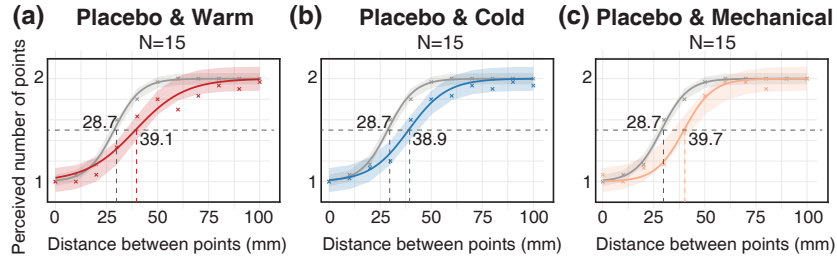 (a) Placebo & Warm
N=15
Perceived number of points
2
1
28.7
39.1
0 25 50 75 100
Distance between points (mm)
(b) Placebo & Cold
N=15
2
1
28.7
38.9
0 25 50 75 100
Distance between points (mm)
(c) Placebo & Mechanical
N=15
2
1
28.7
39.7
0 25 50 75 100
Distance between points (mm)